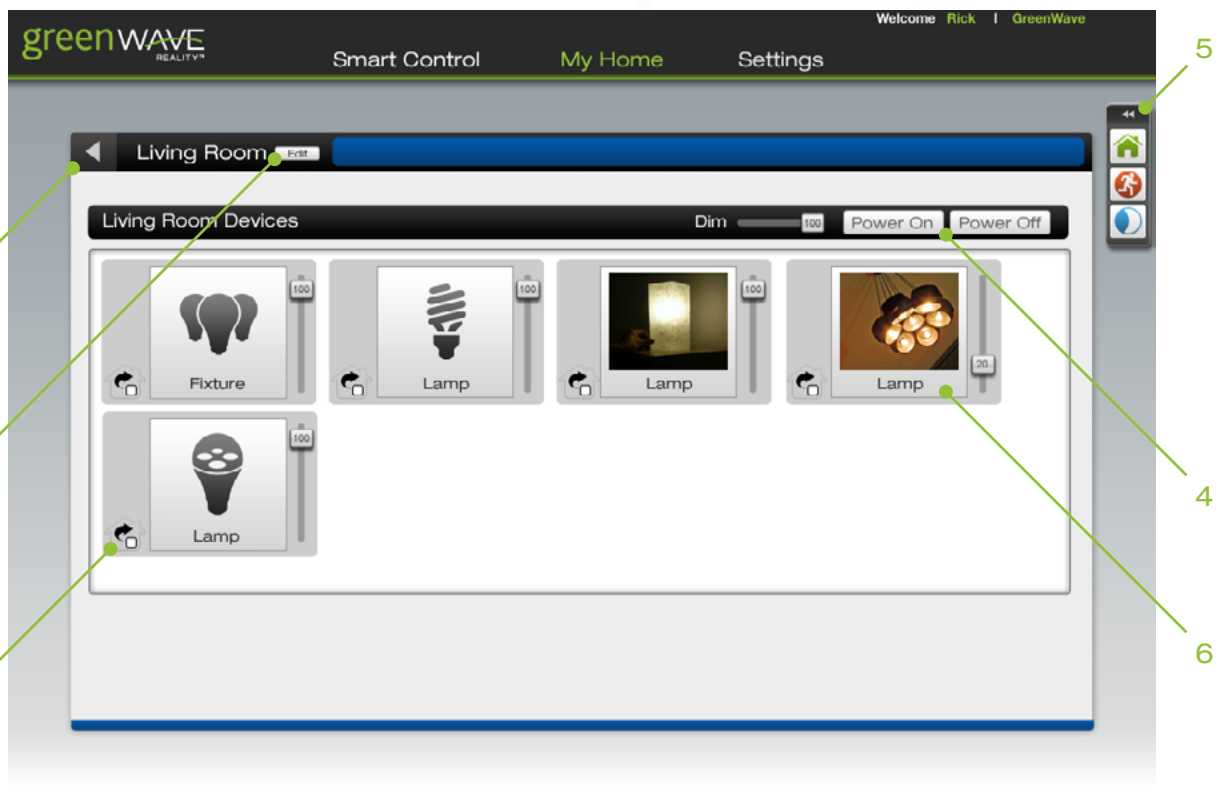 Welcome Rick | GreenWave
greenWAVE
REALITY™
Smart Control My Home Settings
5
Living Room Edit
Living Room Devices Dim 100 Power On Power Off
100 100 100
20
Fixture Lamp Lamp Lamp
100
4
Lamp
6